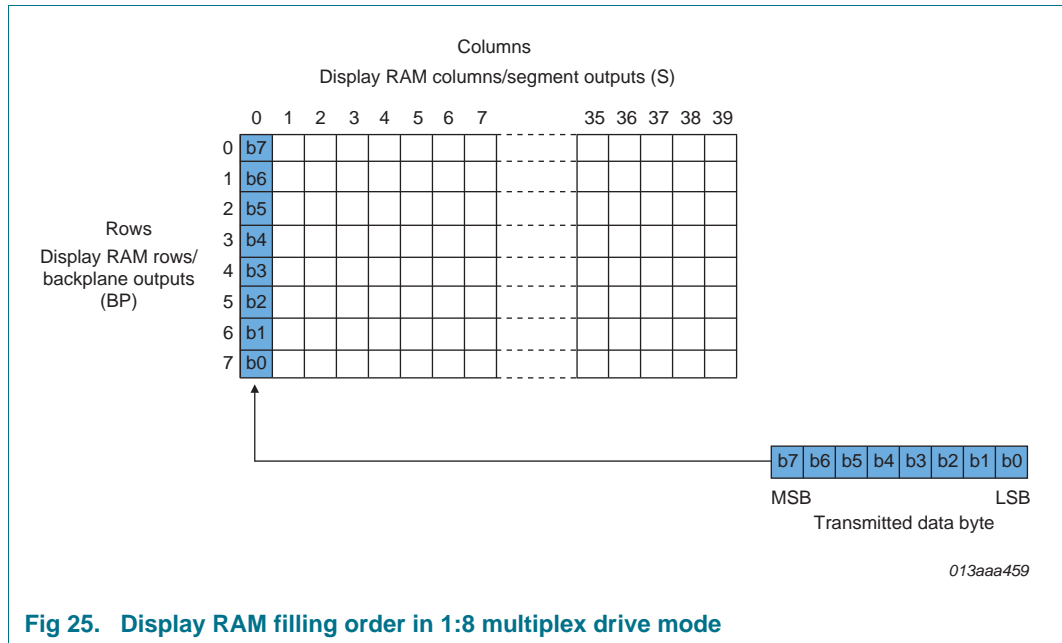 Columns
Display RAM columns/segment outputs (S)
0 1 2 3 4 5 6 7 35 36 37 38 39
0 b7
1 b6
2 b5
Rows
3 b4
Display RAM rows/
backplane outputs
4 b3
(BP)
5 b2
6 b1
7 b0
b7 b6 b5 b4 b3 b2 b1 b0
MSB LSB
Transmitted data byte
013aaa459
Fig 25. Display RAM filling order in 1:8 multiplex drive mode